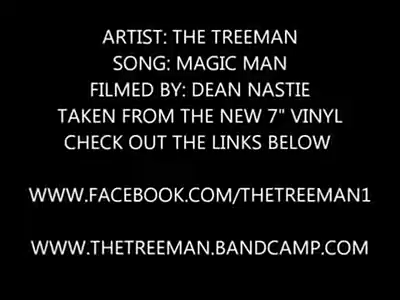 ARTIST: THE TREEMAN
SONG: MAGIC MAN
FILMED BY: DEAN NASTIE
TAKEN FROM THE NEW 7" VINYL
CHECK OUT THE LINKS BELOW
WWW.FACEBOOK.COM/THETREEMAN1
WWW.THETREEMAN.BANDCAMP.COM